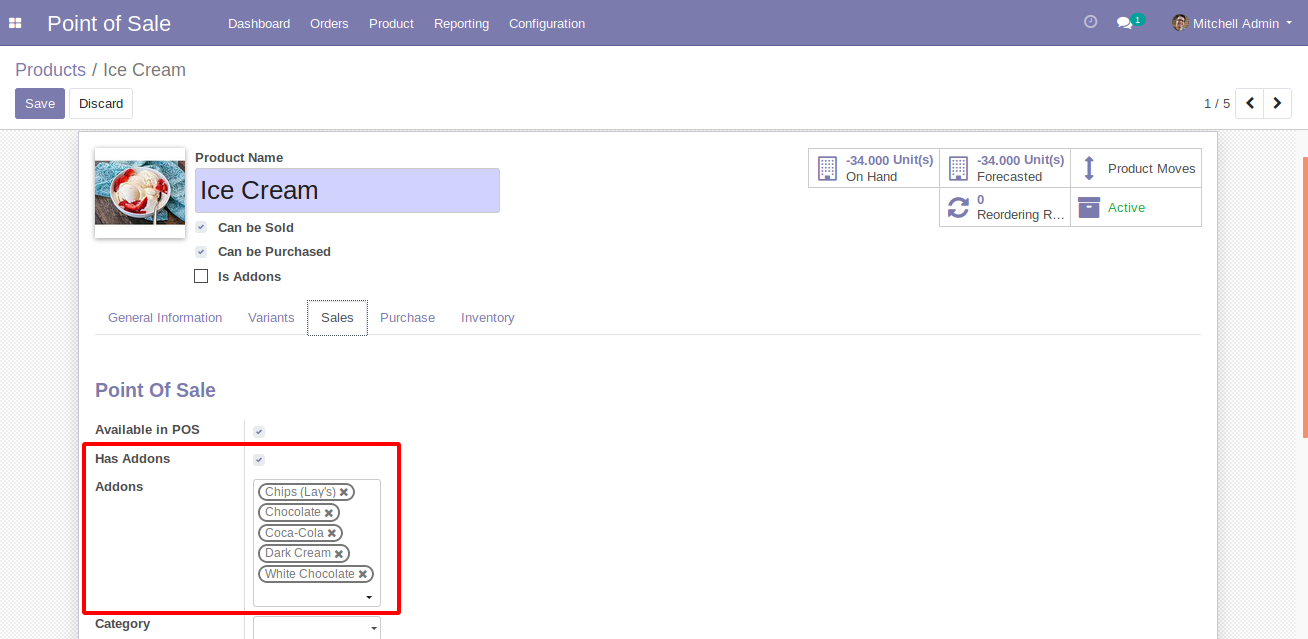 Point of Sale Dashboard Orders Product Reporting Configuration 1 Mitchell Admin
Products / Ice Cream
Save Discard 1 / 5
Product Name
Ice Cream
Can be Sold
Can be Purchased
Is Addons
-34.000 Unit(s)
On Hand
-34.000 Unit(s)
Forecasted
Product Moves
0
Reordering R...
Active
General Information Variants Sales Purchase Inventory
Point Of Sale
Available in POS
Has Addons
Addons
Chips (Lay's)
Chocolate
Coca-Cola
Dark Cream
White Chocolate
Category